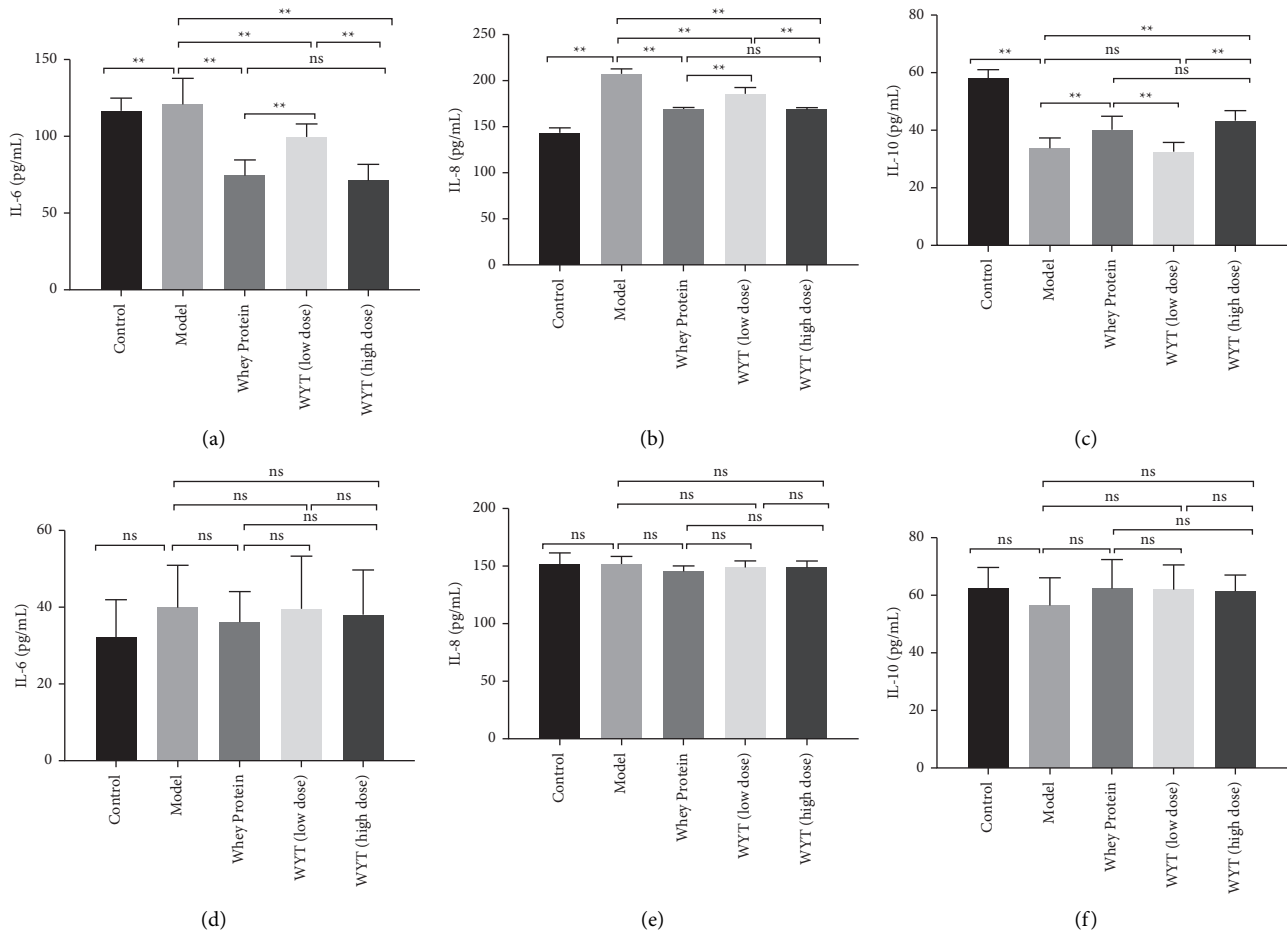 **
**
**
**
**
ns
**
150
100
50
0
IL-6 (pg/mL)
Control
Model
Whey Protein
WYT (low dose)
WYT (high dose)
(a)
**
**
**
**
**
ns
**
250
200
150
100
50
0
IL-8 (pg/mL)
Control
Model
Whey Protein
WYT (low dose)
WYT (high dose)
(b)
**
**
ns
**
ns
**
**
80
60
40
20
0
IL-10 (pg/mL)
Control
Model
Whey Protein
WYT (low dose)
WYT (high dose)
(c)
ns
ns
ns
ns
ns
ns
ns
60
40
20
0
IL-6 (pg/mL)
Control
Model
Whey Protein
WYT (low dose)
WYT (high dose)
(d)
ns
ns
ns
ns
ns
ns
ns
200
150
100
50
0
IL-8 (pg/mL)
Control
Model
Whey Protein
WYT (low dose)
WYT (high dose)
(e)
ns
ns
ns
ns
ns
ns
ns
80
60
40
20
0
IL-10 (pg/mL)
Control
Model
Whey Protein
WYT (low dose)
WYT (high dose)
(f)